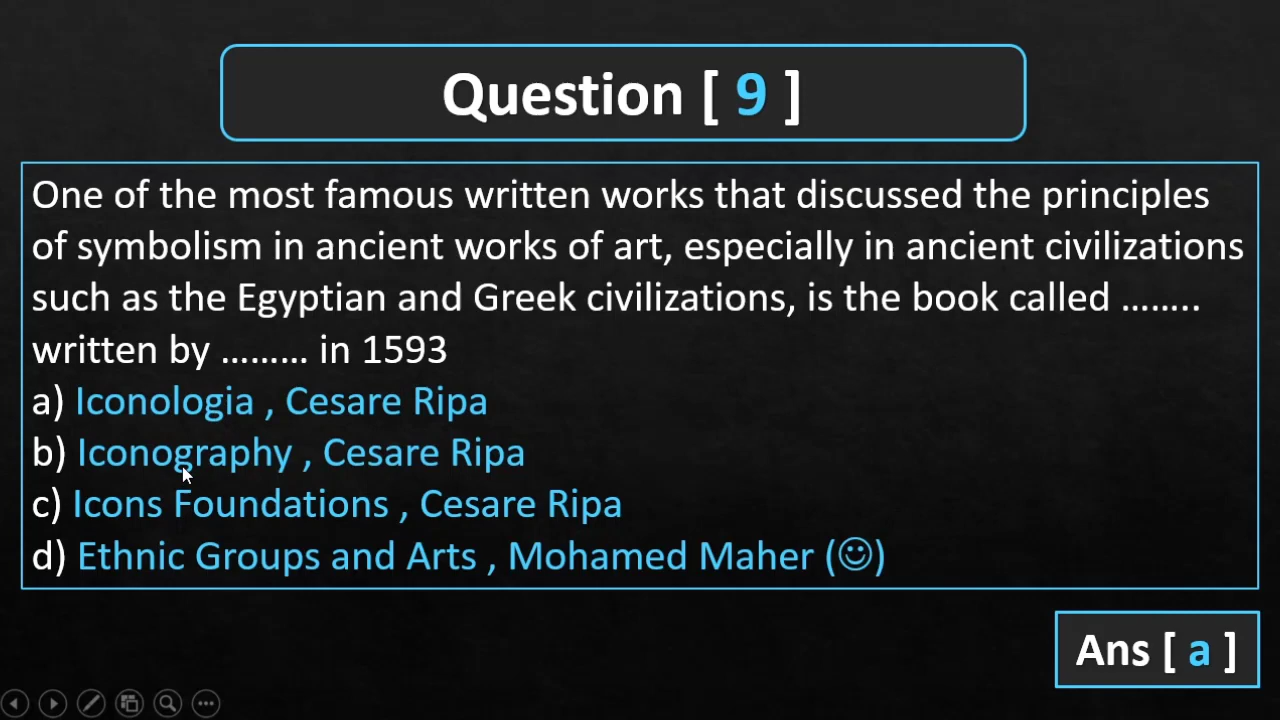 Question [ 9 ]
One of the most famous written works that discussed the principles
of symbolism in ancient works of art, especially in ancient civilizations
such as the Egyptian and Greek civilizations, is the book called ........
written by ......... in 1593
a) Iconologia , Cesare Ripa
b) Iconography , Cesare Ripa
c) Icons Foundations , Cesare Ripa
d) Ethnic Groups and Arts , Mohamed Maher (☺)
Ans [ a ]